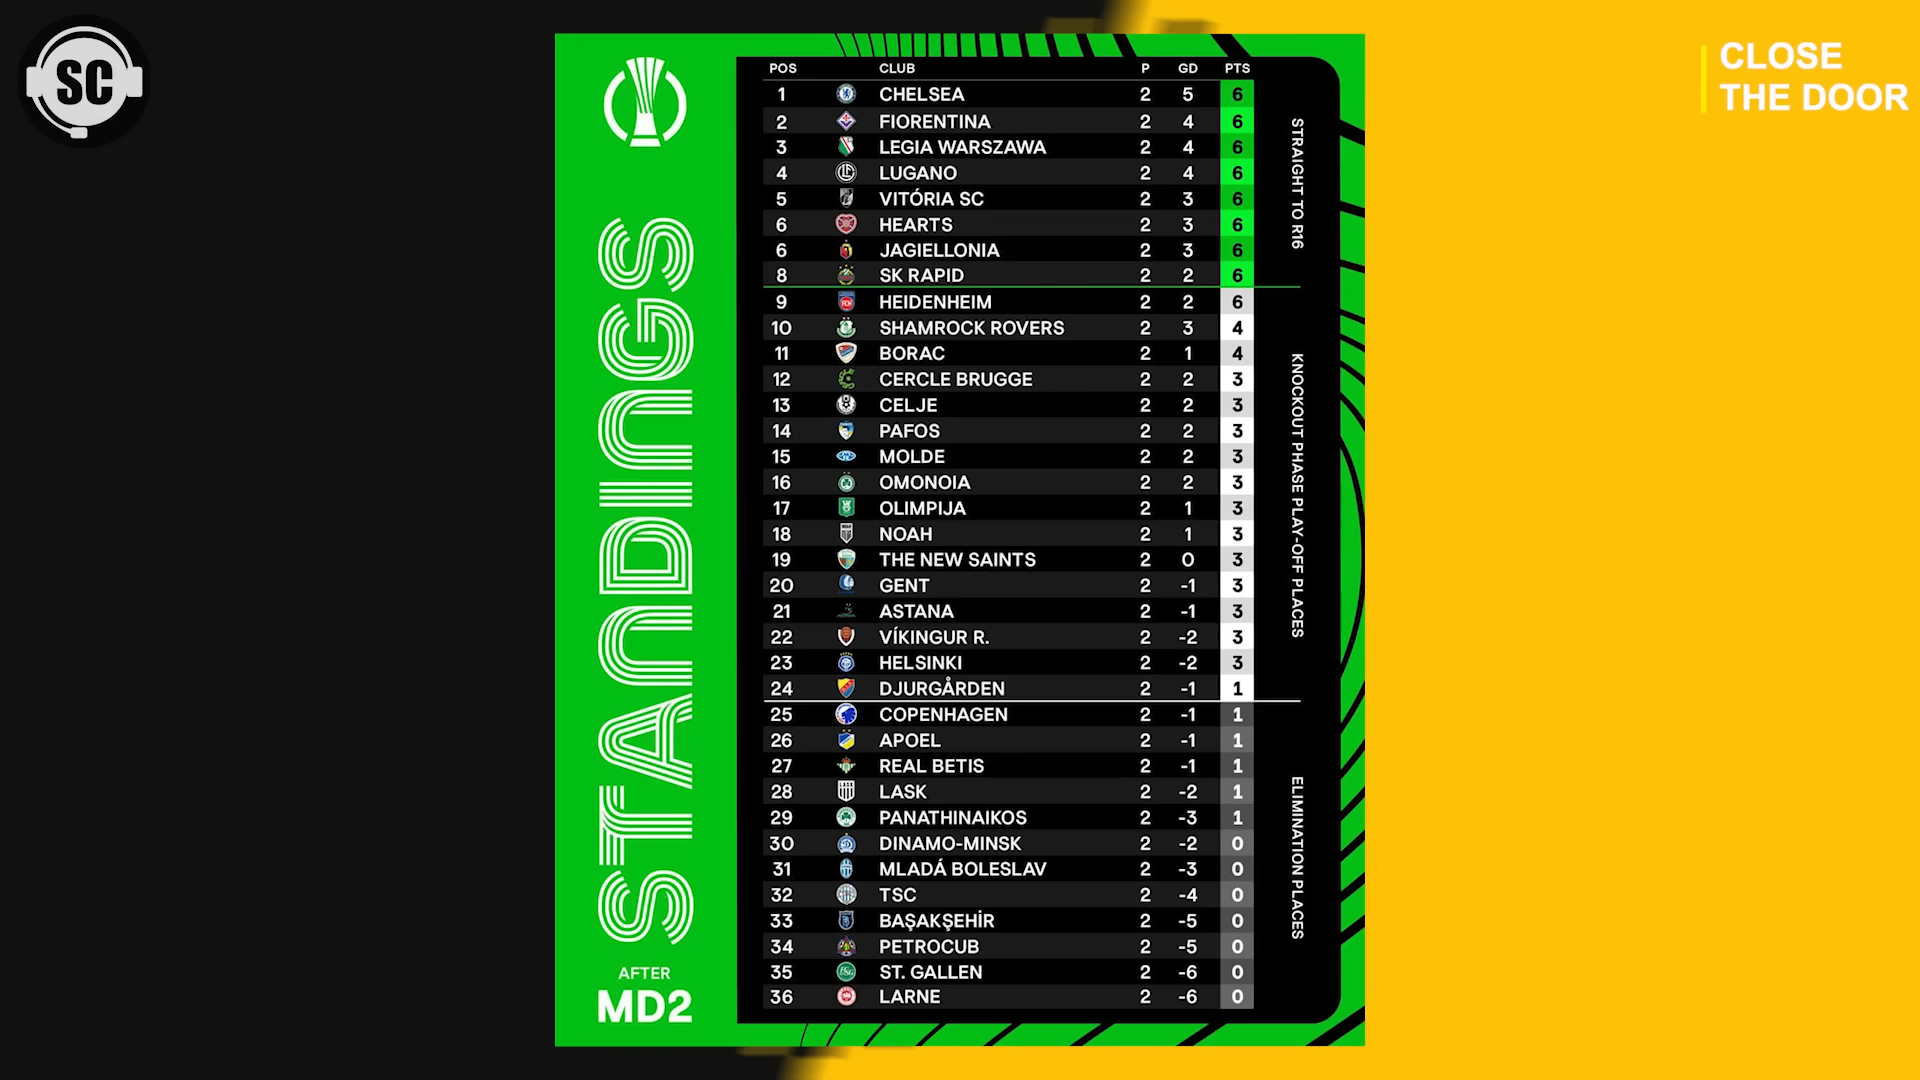 SC
CLOSE
THE DOOR
STANDINGS
AFTER
MD2
POS CLUB P GD PTS
1 CHELSEA 2 5 6
2 FIORENTINA 2 4 6
3 LEGIA WARSZAWA 2 4 6
4 LUGANO 2 4 6
5 VITÓRIA SC 2 3 6
6 HEARTS 2 3 6
6 JAGIELLONIA 2 3 6
8 SK RAPID 2 2 6
9 HEIDENHEIM 2 2 6
10 SHAMROCK ROVERS 2 3 4
11 BORAC 2 1 4
12 CERCLE BRUGGE 2 2 3
13 CELJE 2 2 3
14 PAFOS 2 2 3
15 MOLDE 2 2 3
16 OMONOIA 2 2 3
17 OLIMPIJA 2 1 3
18 NOAH 2 1 3
19 THE NEW SAINTS 2 0 3
20 GENT 2 -1 3
21 ASTANA 2 -1 3
22 VÍKINGUR R. 2 -2 3
23 HELSINKI 2 -2 3
24 DJURGÅRDEN 2 -1 1
25 COPENHAGEN 2 -1 1
26 APOEL 2 -1 1
27 REAL BETIS 2 -1 1
28 LASK 2 -2 1
29 PANATHINAIKOS 2 -3 1
30 DINAMO-MINSK 2 -2 0
31 MLADÁ BOLESLAV 2 -3 0
32 TSC 2 -4 0
33 BAŞAKŞEHİR 2 -5 0
34 PETROCUB 2 -5 0
35 ST. GALLEN 2 -6 0
36 LARNE 2 -6 0
STRAIGHT TO R16
KNOCKOUT PHASE PLAY-OFF PLACES
ELIMINATION PLACES